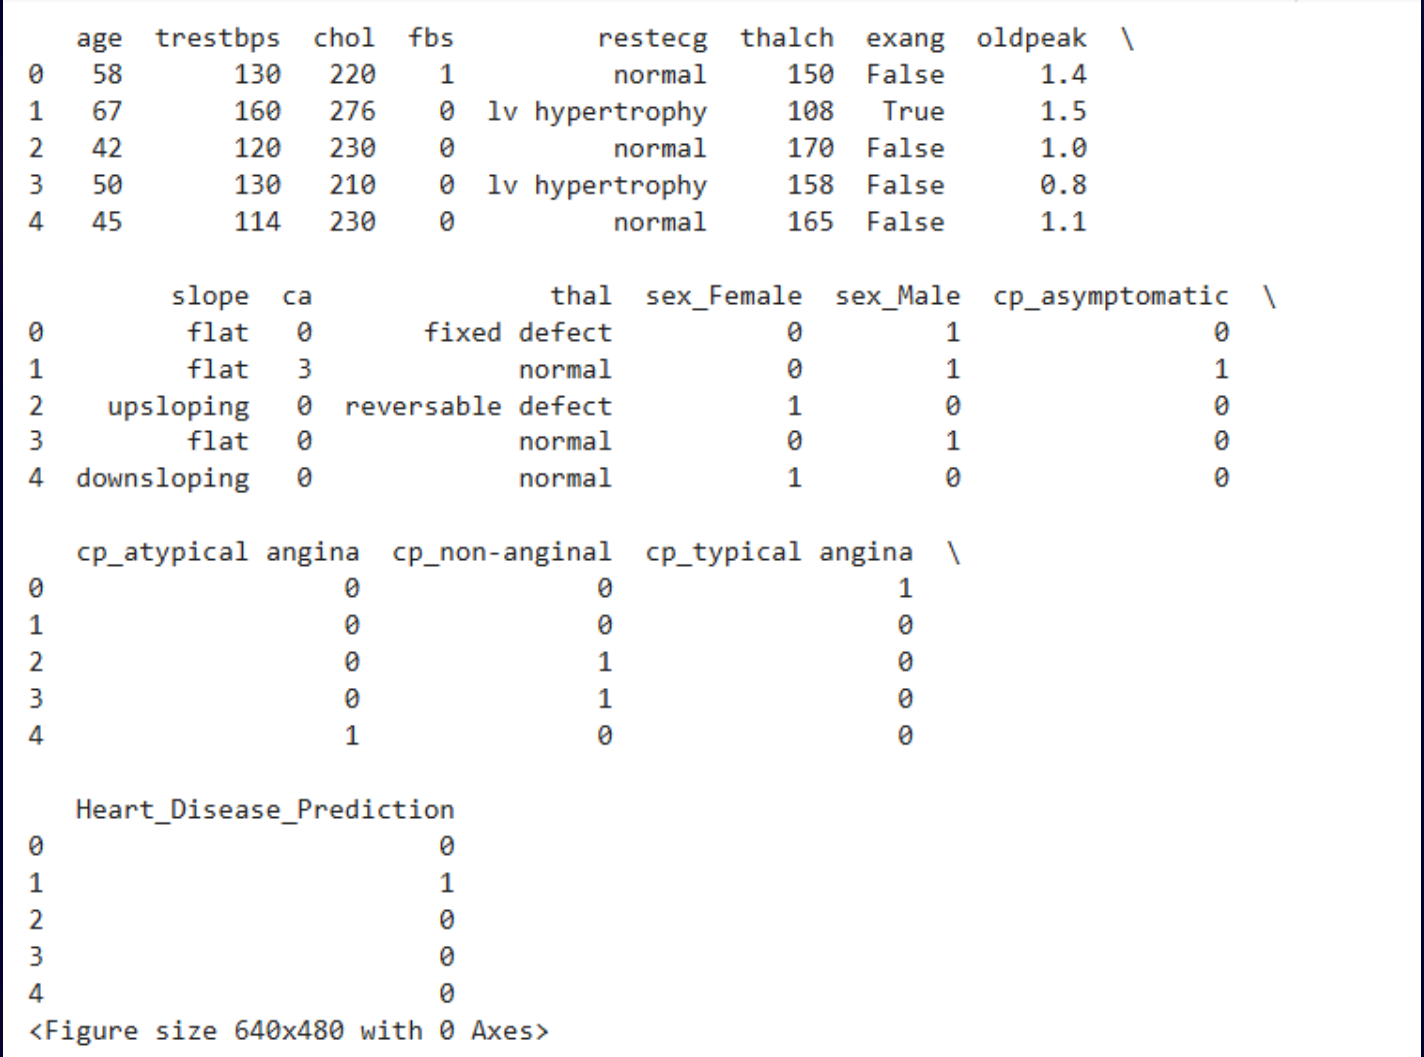 age trestbps chol fbs restecg thalch exang oldpeak \
0 58 130 220 1 normal 150 False 1.4
1 67 160 276 0 lv hypertrophy 108 True 1.5
2 42 120 230 0 normal 170 False 1.0
3 50 130 210 0 lv hypertrophy 158 False 0.8
4 45 114 230 0 normal 165 False 1.1
slope ca thal sex_Female sex_Male cp_asymptomatic \
0 flat 0 fixed defect 0 1 0
1 flat 3 normal 0 1 1
2 upsloping 0 reversable defect 1 0 0
3 flat 0 normal 0 1 0
4 downsloping 0 normal 1 0 0
cp_atypical angina cp_non-anginal cp_typical angina \
0 0 0 1
1 0 0 0
2 0 1 0
3 0 1 0
4 1 0 0
Heart_Disease_Prediction
0 0
1 1
2 0
3 0
4 0
<Figure size 640x480 with 0 Axes>